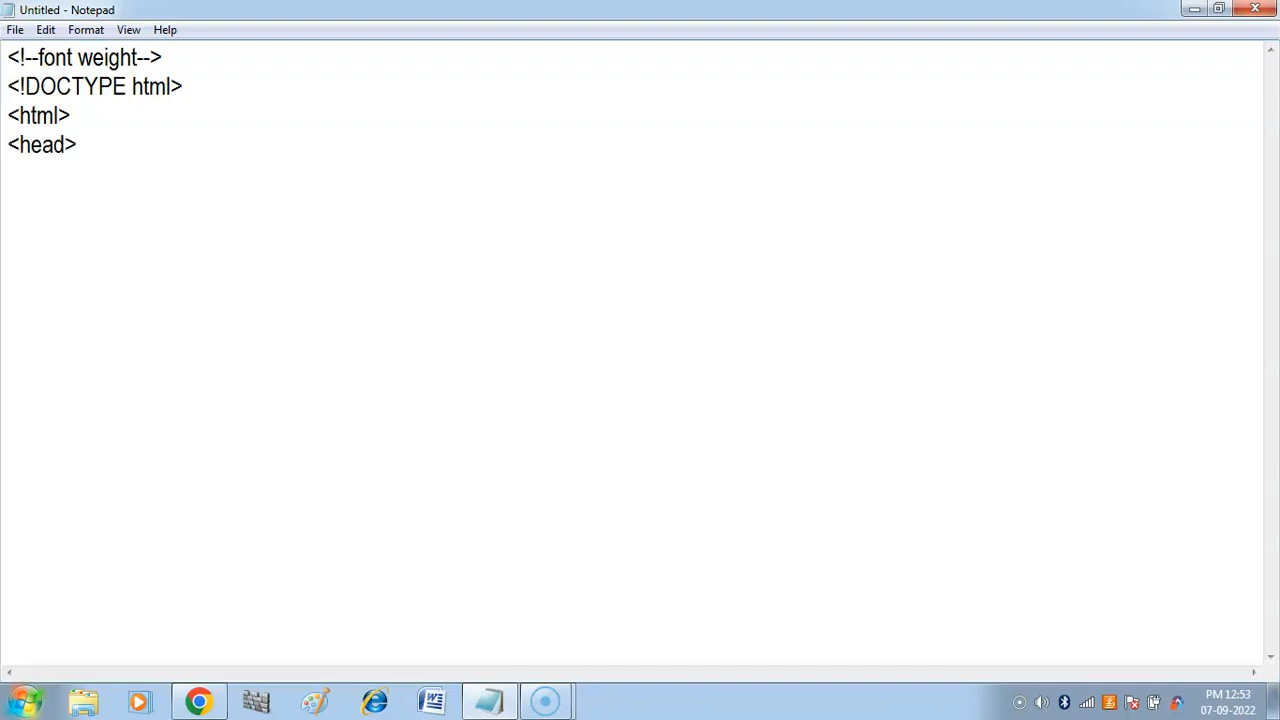 Untitled - Notepad
File Edit Format View Help
<!--font weight-->
<!DOCTYPE html>
<html>
<head>
PM 12:53
07-09-2022